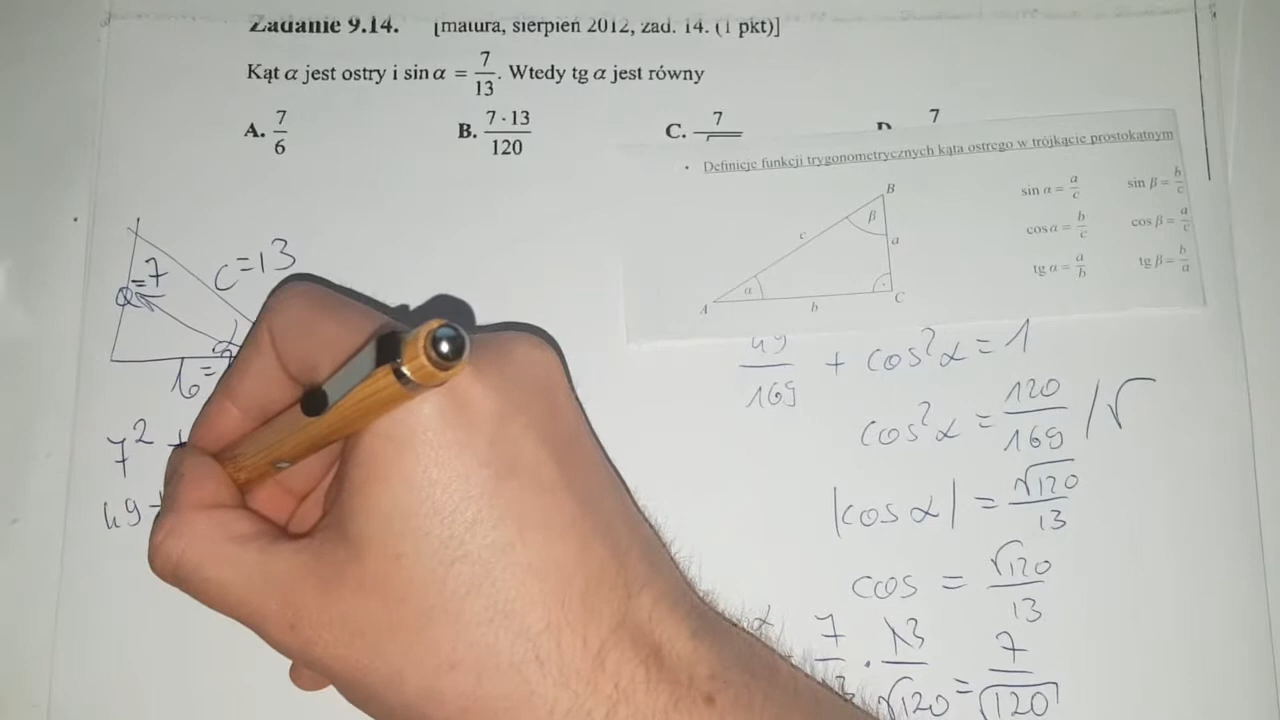 Zadanie 9.14. [matura, sierpień 2012, zad. 14. (1 pkt)]
Kąt α jest ostry i sin α = 7/13. Wtedy tg α jest równy
A. 7/6 B. 7·13/120 C. 7 D. 7
• Definicje funkcji trygonometrycznych kąta ostrego w trójkącie prostokątnym
sin α = a/c sin β = b/c
cos α = b/c cos β = a/c
tg α = a/b tg β = b/a
B
β
c
a
α
A
b
C
a=7
c=13
b=
7² +
49+
49/169 + cos²α = 1
cos²α = 120/169 /√
|cos α| = √120/13
cos = √120/13
α
7 · 13/√120 = 7/√120